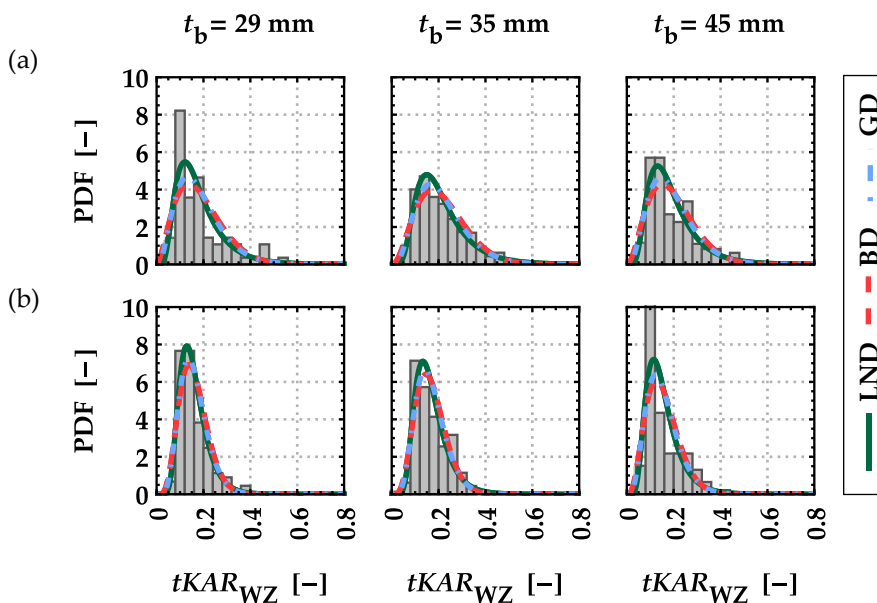 t_b = 29 mm t_b = 35 mm t_b = 45 mm
(a)
PDF [−]
10
8
6
4
2
0
(b)
PDF [−]
10
8
6
4
2
0
0 0.2 0.4 0.6 0.8 0 0.2 0.4 0.6 0.8 0 0.2 0.4 0.6 0.8
tKAR_WZ [−] tKAR_WZ [−] tKAR_WZ [−]
LND BD GD